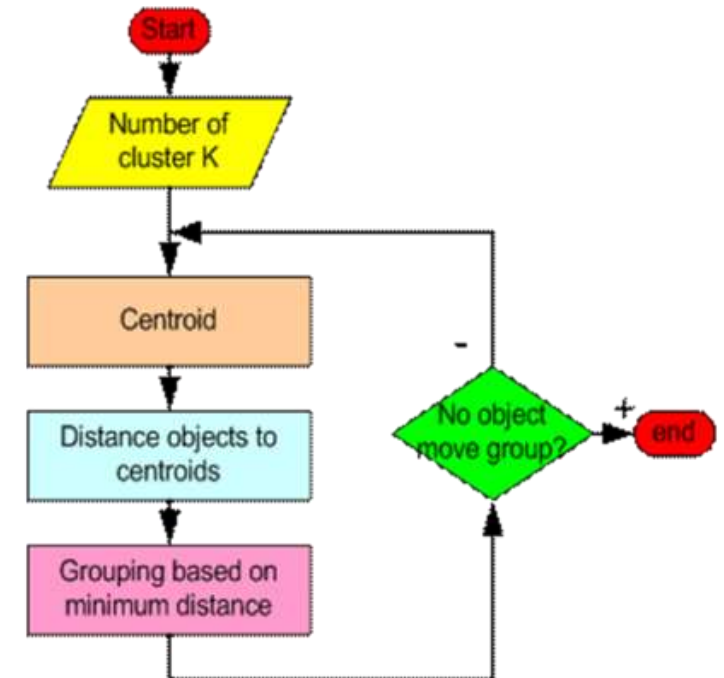 Start
Number of
cluster K
Centroid
Distance objects to
centroids
Grouping based on
minimum distance
-
No object
move group?
+
end